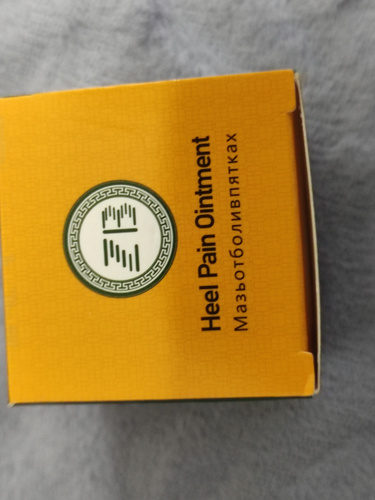 Heel Pain Ointment
Мазьотболивпятках